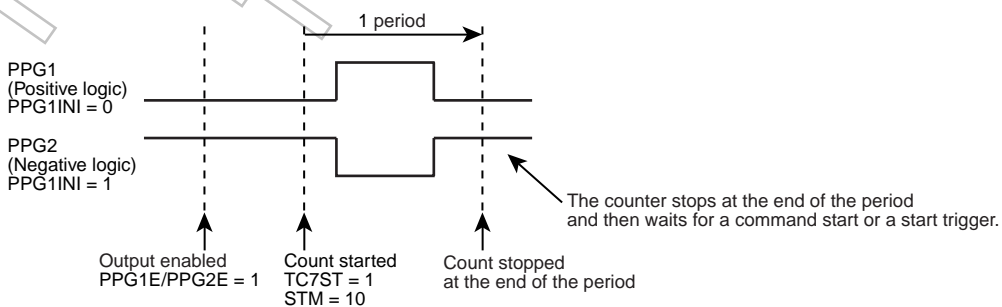 1 period
PPG1
(Positive logic)
PPG1INI = 0
PPG2
(Negative logic)
PPG1INI = 1
The counter stops at the end of the period
and then waits for a command start or a start trigger.
Output enabled
PPG1E/PPG2E = 1
Count started
TC7ST = 1
STM = 10
Count stopped
at the end of the period